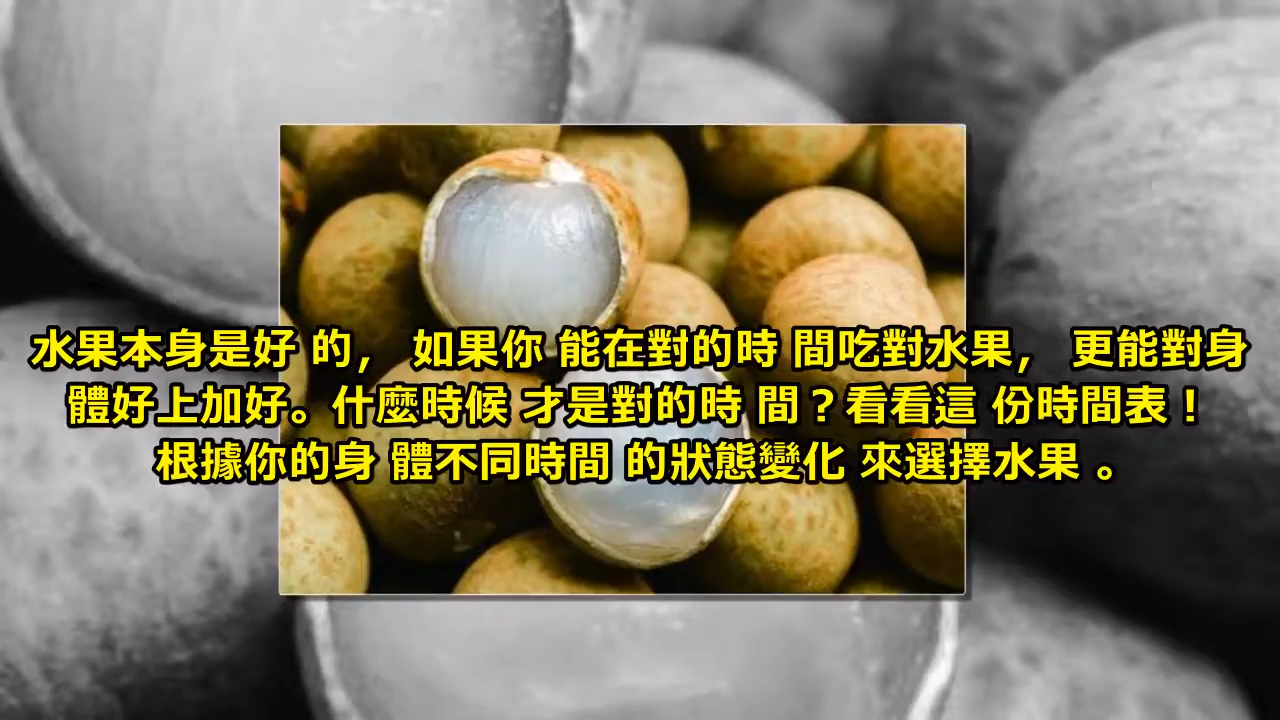 水果本身是好 的， 如果你 能在對的時 間吃對水果， 更能對身
體好上加好。什麼時候 才是對的時 間？看看這 份時間表！
根據你的身 體不同時間 的狀態變化 來選擇水果 。